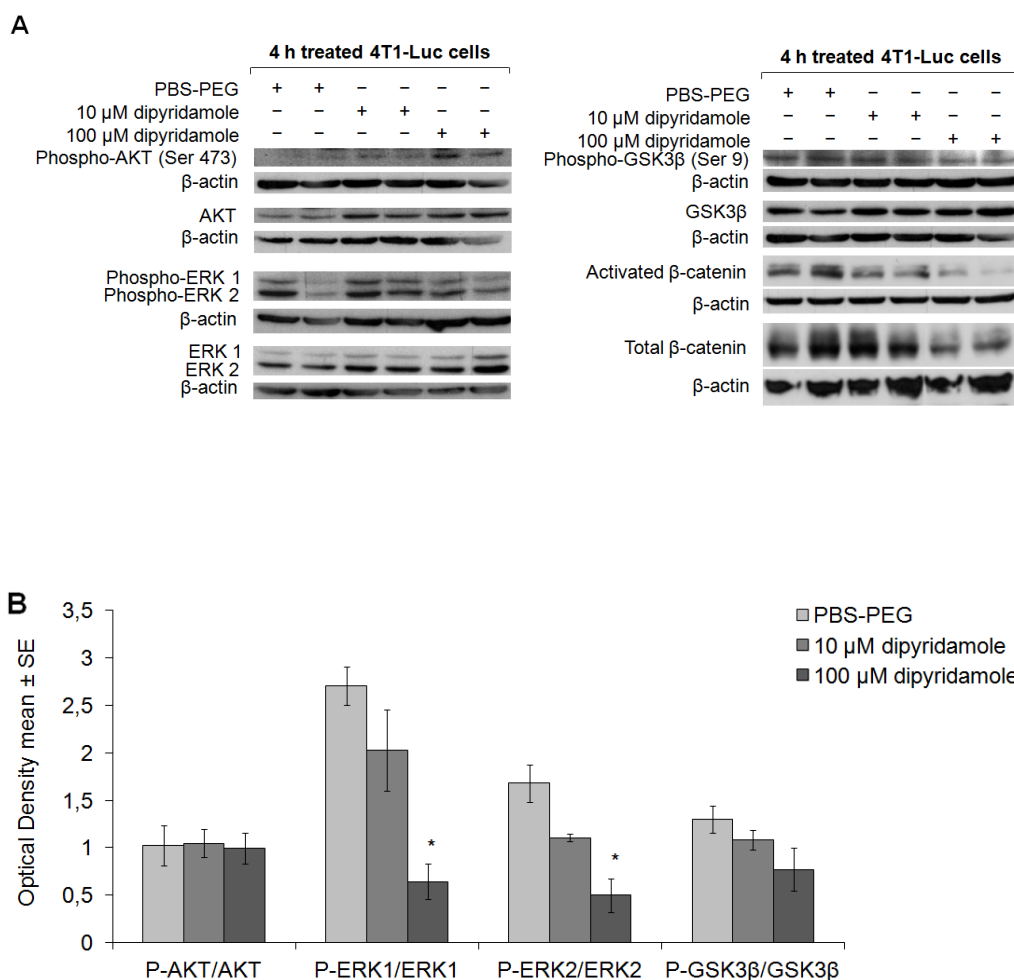 A
4 h treated 4T1-Luc cells
PBS-PEG + + – – – –
10 µM dipyridamole – – + + – –
100 µM dipyridamole – – – – + +
Phospho-AKT (Ser 473)
β-actin
AKT
β-actin
Phospho-ERK 1
Phospho-ERK 2
β-actin
ERK 1
ERK 2
β-actin
4 h treated 4T1-Luc cells
PBS-PEG + + – – – –
10 µM dipyridamole – – + + – –
100 µM dipyridamole – – – – + +
Phospho-GSK3β (Ser 9)
β-actin
GSK3β
β-actin
Activated β-catenin
β-actin
Total β-catenin
β-actin
B
Optical Density mean ± SE
3,5
3
2,5
2
1,5
1
0,5
0
*
*
PBS-PEG
10 µM dipyridamole
100 µM dipyridamole
P-AKT/AKT P-ERK1/ERK1 P-ERK2/ERK2 P-GSK3β/GSK3β